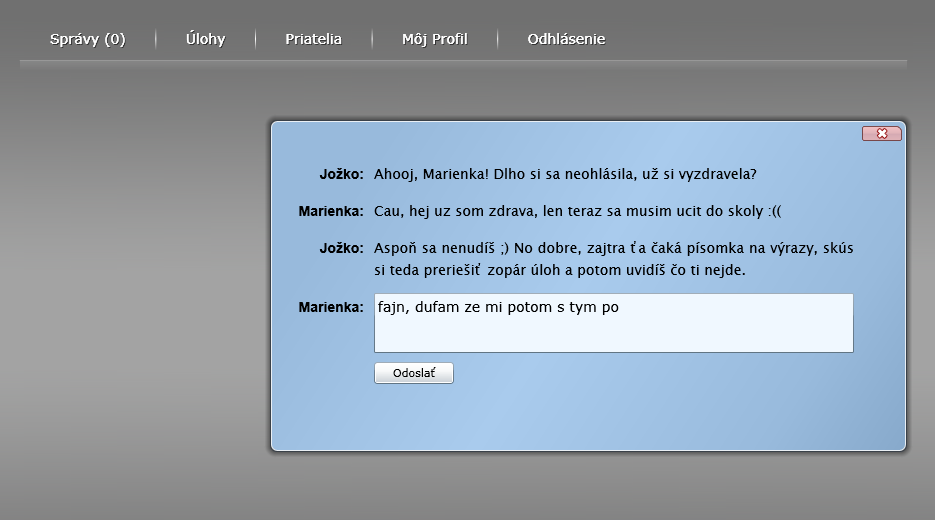 Správy (0) Úlohy Priatelia Môj Profil Odhlásenie
Jožko: Ahooj, Marienka! Dlho si sa neohlásila, už si vyzdravela?
Marienka: Cau, hej uz som zdrava, len teraz sa musim ucit do skoly :((
Jožko: Aspoň sa nenudíš ;) No dobre, zajtra ťa čaká písomka na výrazy, skús
si teda preriešiť zopár úloh a potom uvidíš čo ti nejde.
Marienka: fajn, dufam ze mi potom s tym po
Odoslať